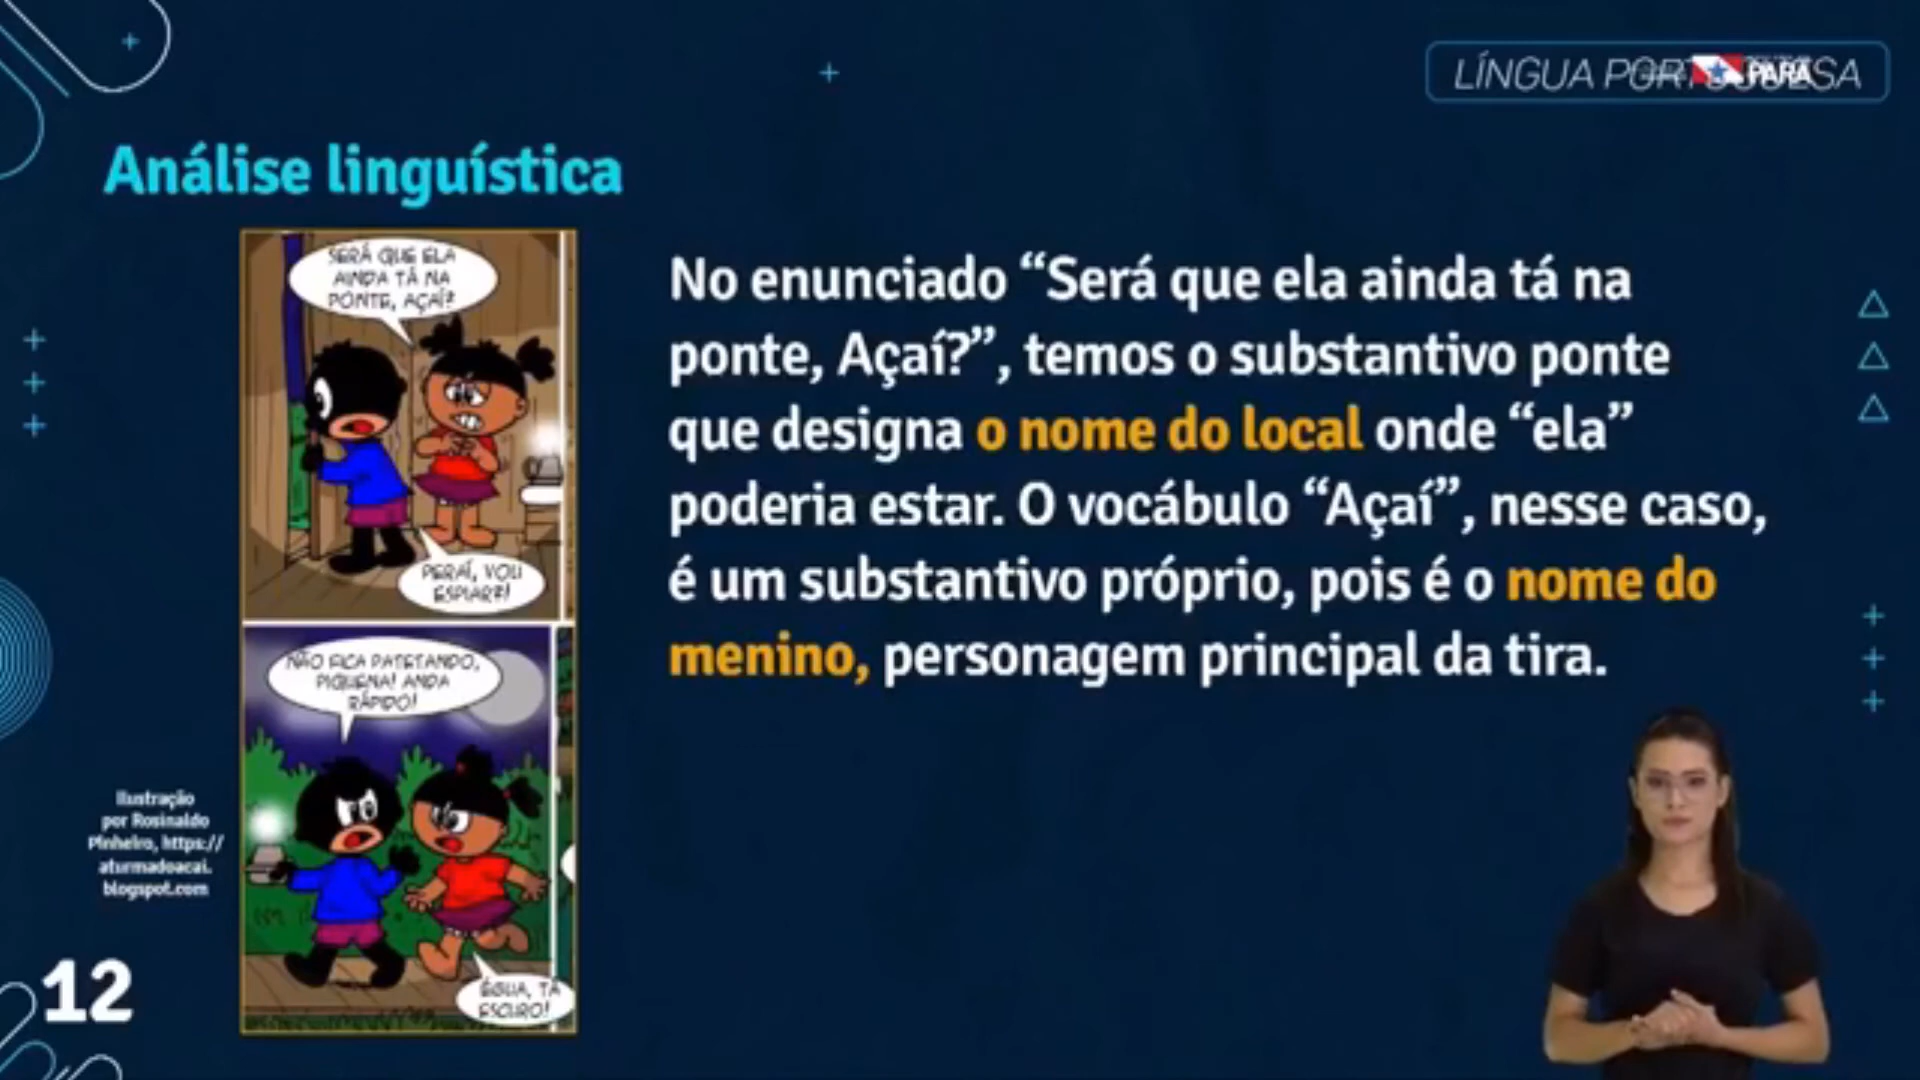 LÍNGUA PORTUGUESA
PARÁ
Análise linguística
SERÁ QUE ELA
AINDA TÁ NA
PONTE, AÇAÍ?
PERAÍ, VOU
ESPIAR?!
NÃO FICA PATETANDO,
PIQUENA! ANDA
RÁPIDO!
ÉGUA, TÁ
ESCURO!
No enunciado “Será que ela ainda tá na
ponte, Açaí?”, temos o substantivo ponte
que designa o nome do local onde “ela”
poderia estar. O vocábulo “Açaí”, nesse caso,
é um substantivo próprio, pois é o nome do
menino, personagem principal da tira.
Ilustração
por Rosinaldo
Pinheiro, https://
aturmadoacai.
blogspot.com
12